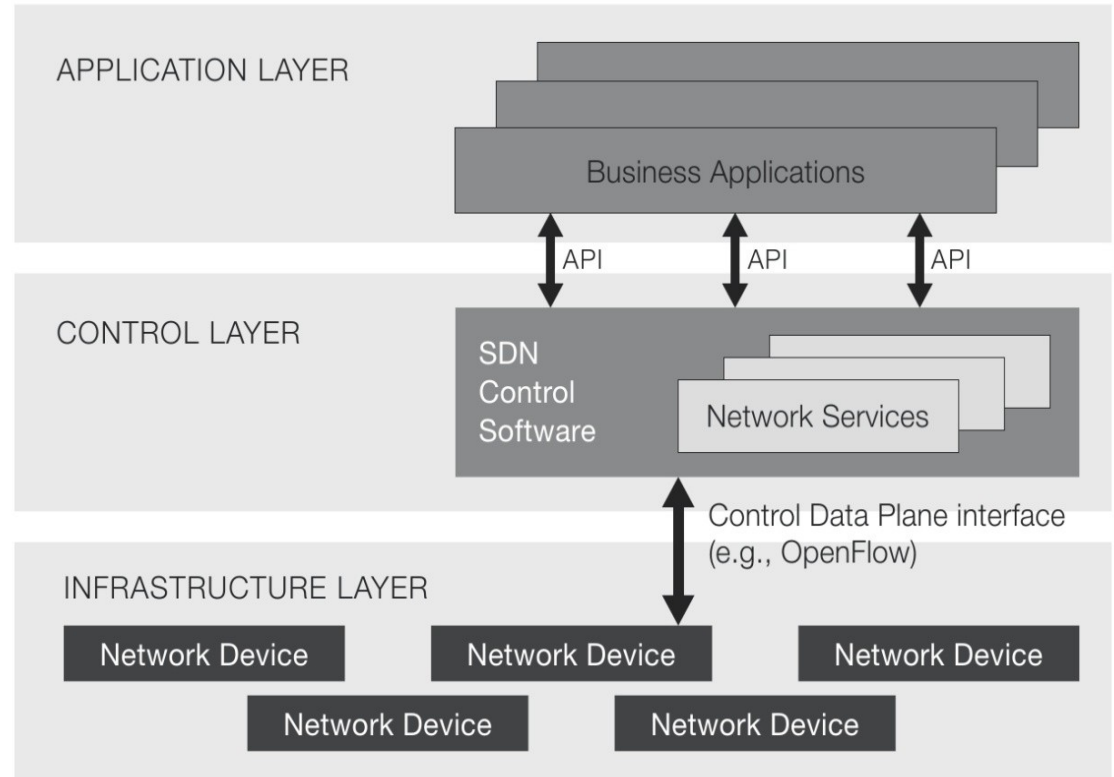 APPLICATION LAYER
Business Applications
API
API
API
CONTROL LAYER
SDN
Control
Software
Network Services
Control Data Plane interface
(e.g., OpenFlow)
INFRASTRUCTURE LAYER
Network Device
Network Device
Network Device
Network Device
Network Device